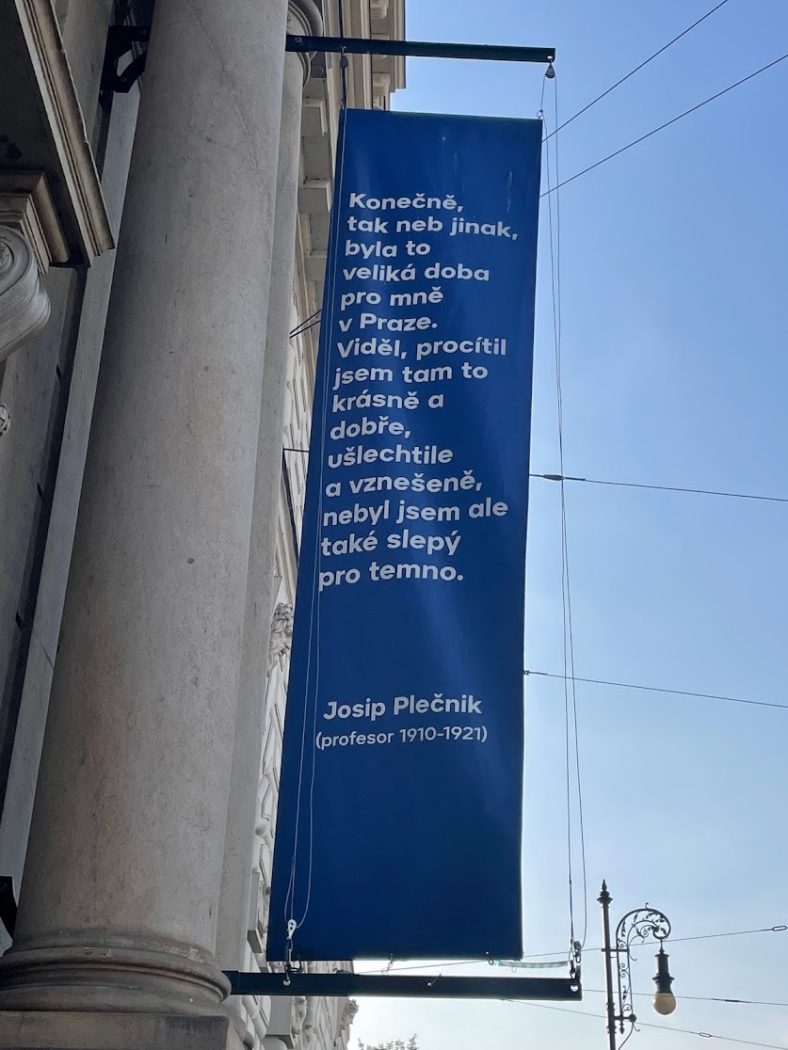 Konečně,
tak neb jinak,
byla to
veliká doba
pro mně
v Praze.
Viděl, procítil
jsem tam to
krásně a
dobře,
ušlechtile
a vznešeně,
nebyl jsem ale
také slepý
pro temno.
Josip Plečnik
(profesor 1910-1921)